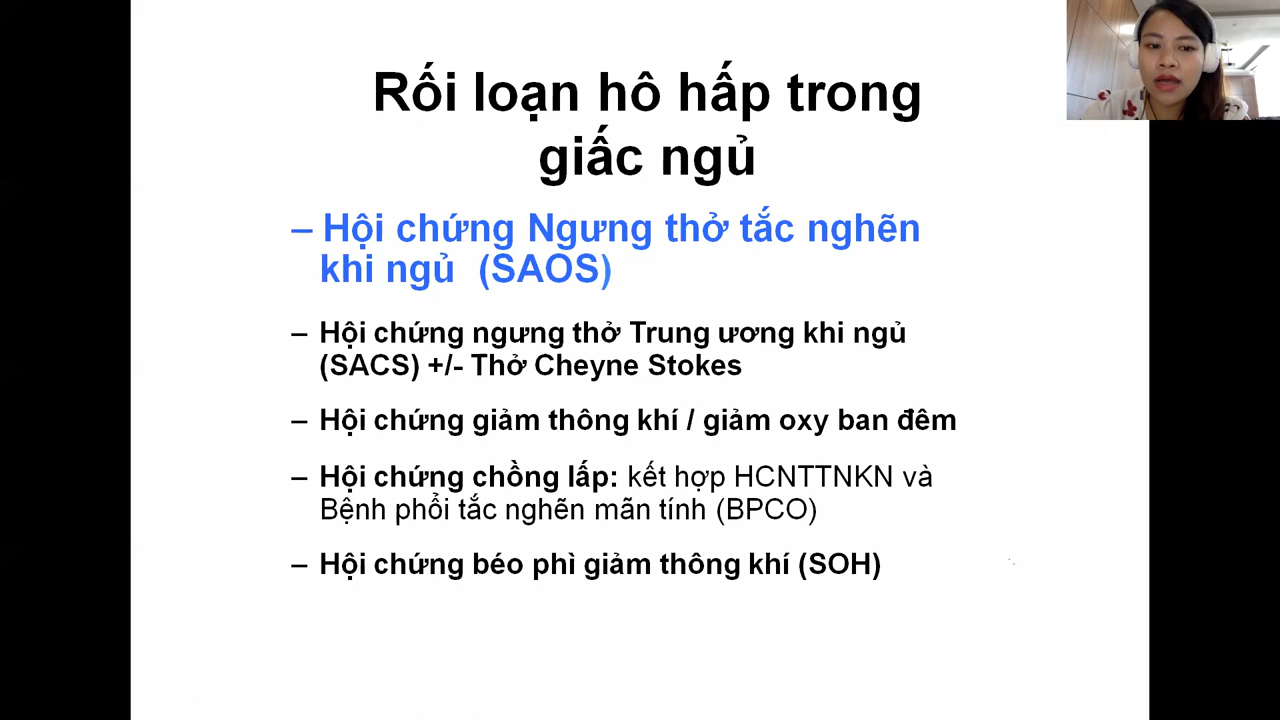 Rối loạn hô hấp trong
giấc ngủ
– Hội chứng Ngưng thở tắc nghẽn
khi ngủ (SAOS)
– Hội chứng ngưng thở Trung ương khi ngủ
(SACS) +/- Thở Cheyne Stokes
– Hội chứng giảm thông khí / giảm oxy ban đêm
– Hội chứng chồng lấp: kết hợp HCNTTNKN và
Bệnh phổi tắc nghẽn mãn tính (BPCO)
– Hội chứng béo phì giảm thông khí (SOH)